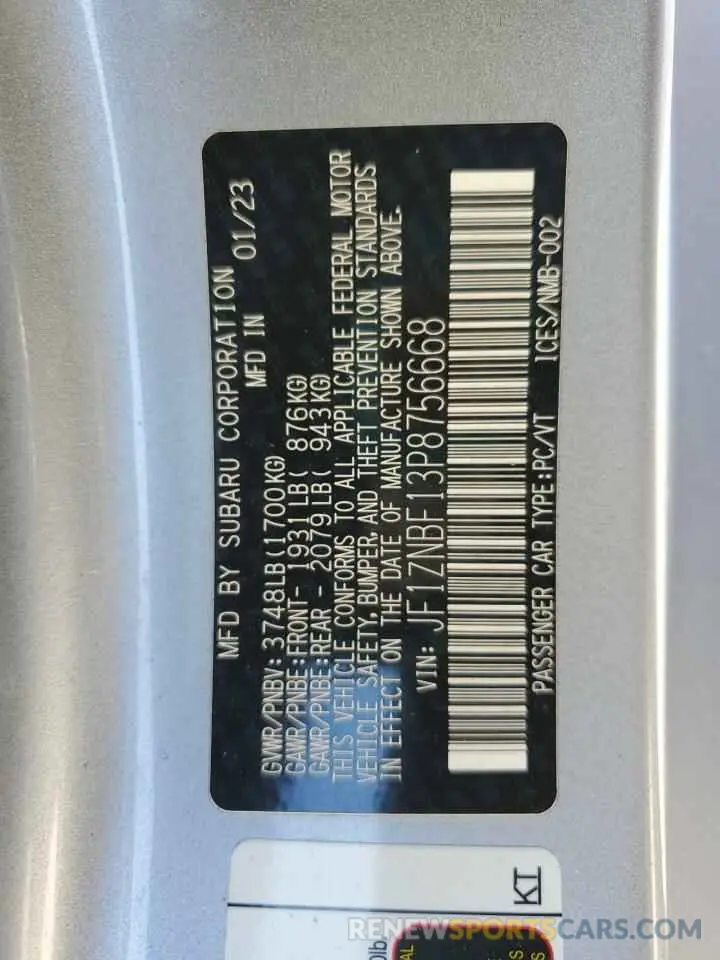 MFD BY SUBARU CORPORATION
MFD IN 01/23
GVWR/PNBV: 3748LB(1700KG)
GAWR/PNBE:FRONT- 1931LB( 876KG)
GAWR/PNBE:REAR - 2079LB( 943KG)
THIS VEHICLE CONFORMS TO ALL APPLICABLE FEDERAL MOTOR
VEHICLE SAFETY, BUMPER, AND THEFT PREVENTION STANDARDS
IN EFFECT ON THE DATE OF MANUFACTURE SHOWN ABOVE.
VIN: JF1ZNBF13P8756668
PASSENGER CAR TYPE:PC/VT ICES/NMB-002
KI
RENEWSPORTSCARS.COM